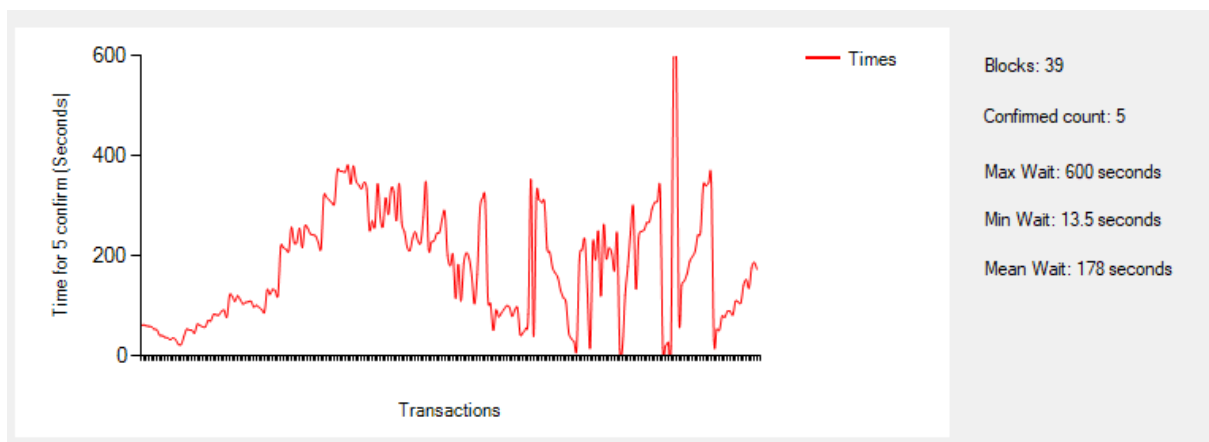 600
400
200
0
Time for 5 confirm (Seconds)
Transactions
Times
Blocks: 39
Confirmed count: 5
Max Wait: 600 seconds
Min Wait: 13.5 seconds
Mean Wait: 178 seconds